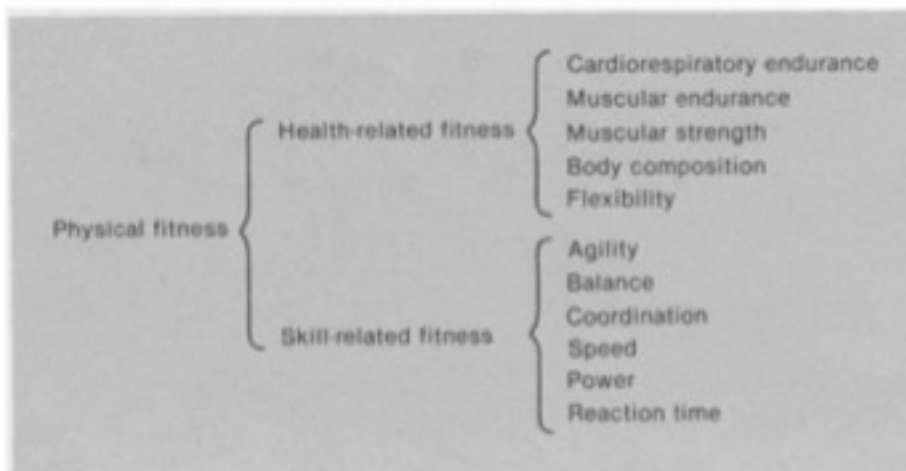 Physical fitness
Health-related fitness
Cardiorespiratory endurance
Muscular endurance
Muscular strength
Body composition
Flexibility
Skill-related fitness
Agility
Balance
Coordination
Speed
Power
Reaction time